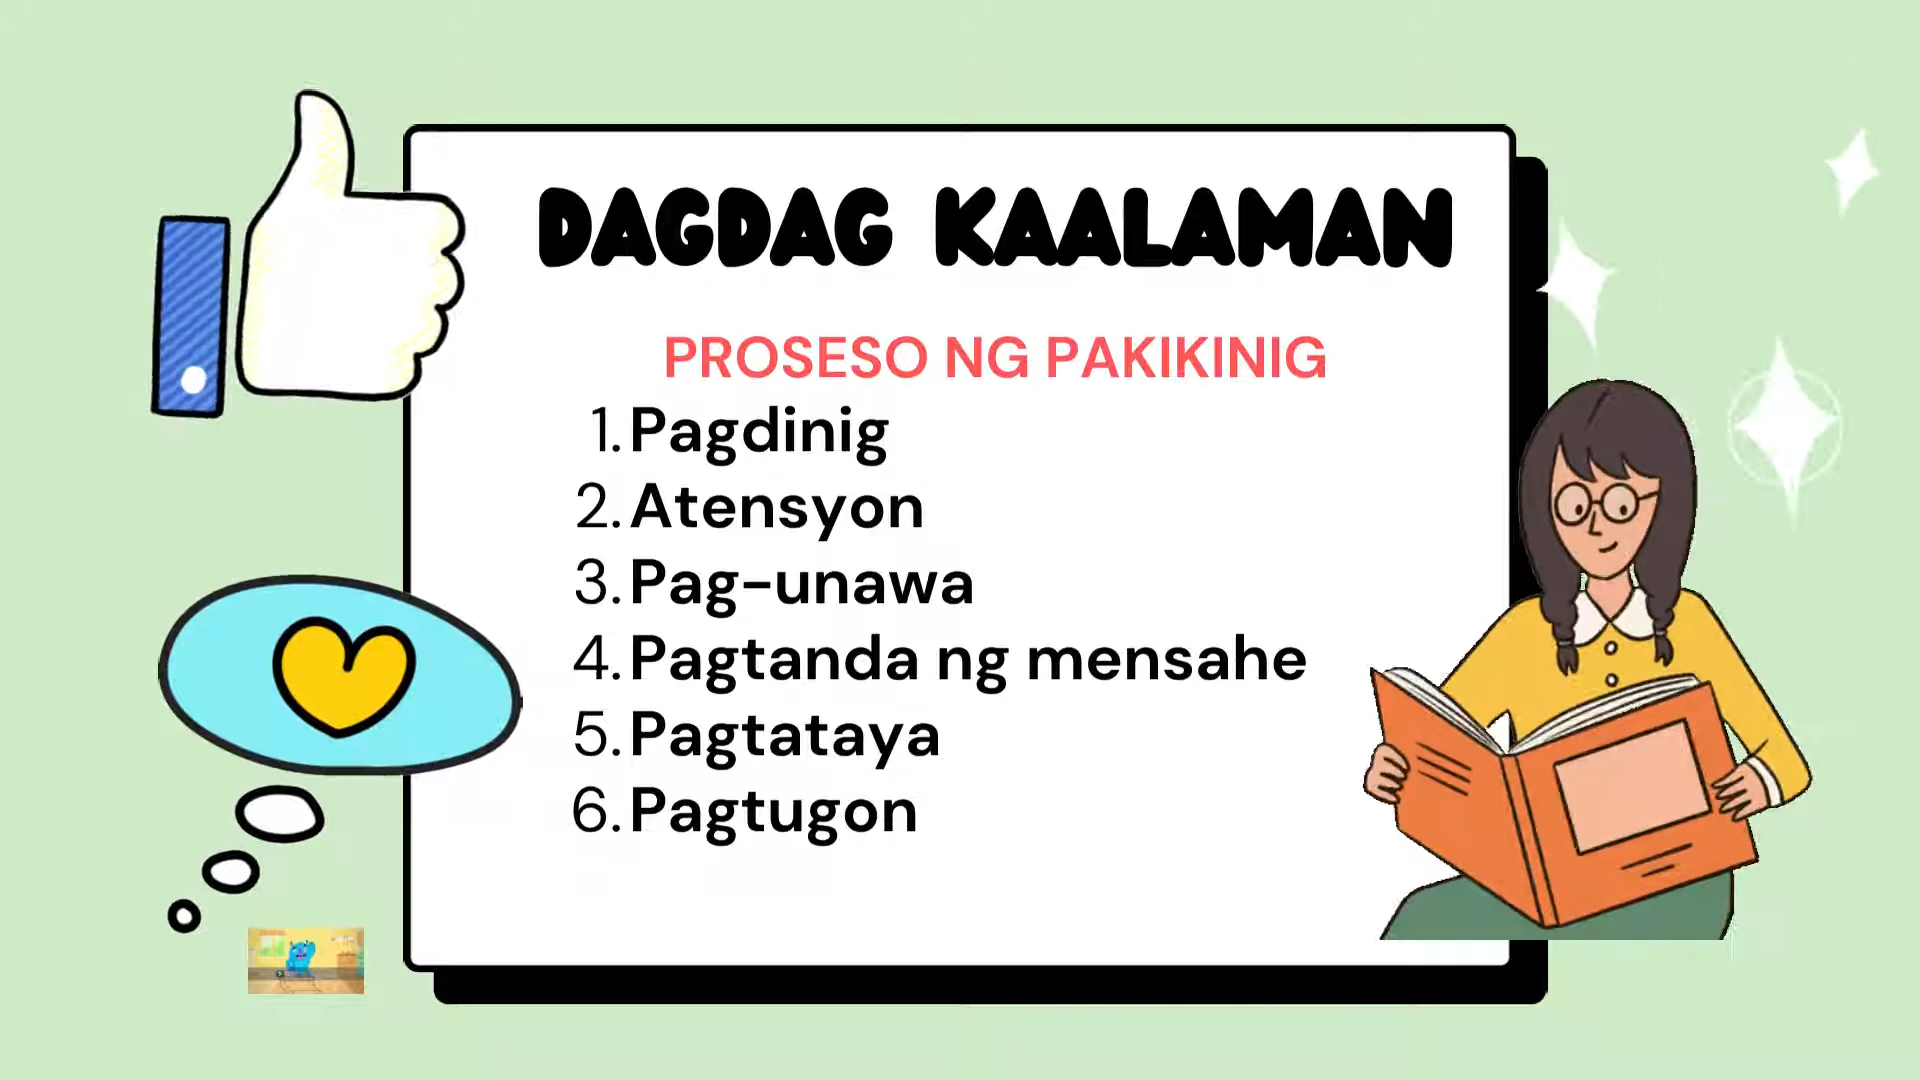 DAGDAG KAALAMAN
PROSESO NG PAKIKINIG
1. Pagdinig
2. Atensyon
3. Pag-unawa
4. Pagtanda ng mensahe
5. Pagtataya
6. Pagtugon